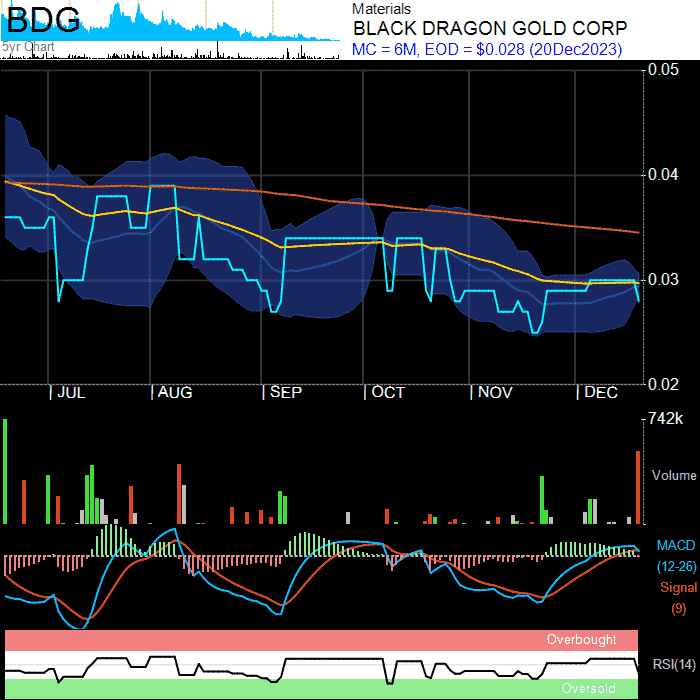 BDG
5yr Chart
Materials
BLACK DRAGON GOLD CORP
MC = 6M, EOD = $0.028 (20Dec2023)
0.05
0.04
0.03
0.02
JUL
AUG
SEP
OCT
NOV
DEC
742k
Volume
MACD
(12-26)
Signal
(9)
Overbought
RSI(14)
Oversold